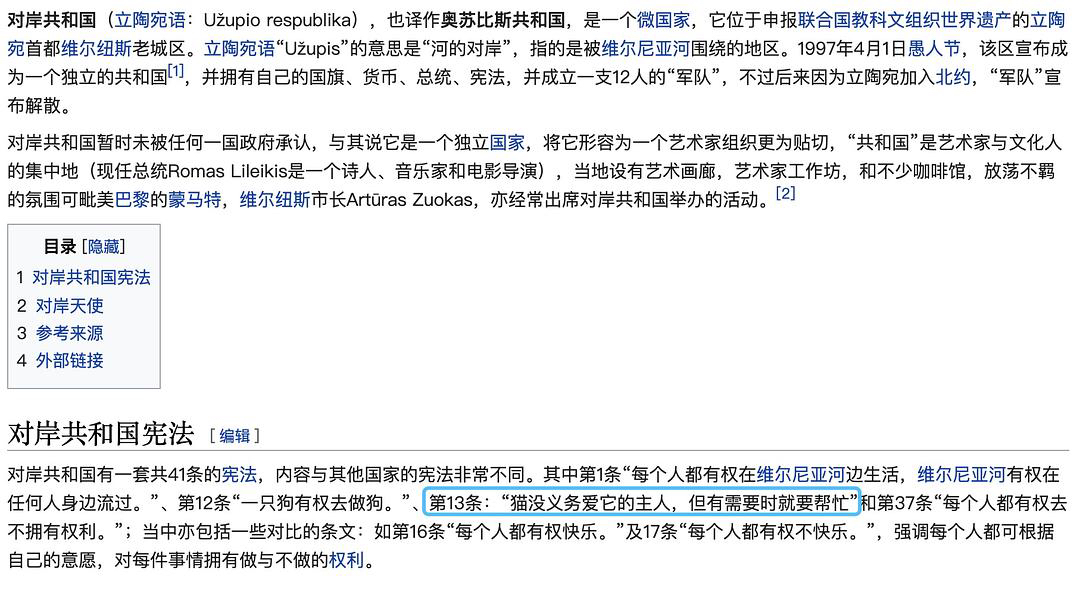 对岸共和国（立陶宛语：Užupio respublika），也译作奥苏比斯共和国，是一个微国家，它位于申报联合国教科文组织世界遗产的立陶
宛首都维尔纽斯老城区。立陶宛语“Užupis”的意思是“河的对岸”，指的是被维尔尼亚河围绕的地区。1997年4月1日愚人节，该区宣布成
为一个独立的共和国[1]，并拥有自己的国旗、货币、总统、宪法，并成立一支12人的“军队”，不过后来因为立陶宛加入北约，“军队”宣
布解散。
对岸共和国暂时未被任何一国政府承认，与其说它是一个独立国家，将它形容为一个艺术家组织更为贴切，“共和国”是艺术家与文化人
的集中地（现任总统Romas Lileikis是一个诗人、音乐家和电影导演），当地设有艺术画廊，艺术家工作坊，和不少咖啡馆，放荡不羁
的氛围可毗美巴黎的蒙马特，维尔纽斯市长Artūras Zuokas，亦经常出席对岸共和国举办的活动。[2]
目录 [隐藏]
1 对岸共和国宪法
2 对岸天使
3 参考来源
4 外部链接
对岸共和国宪法 [编辑]
对岸共和国有一套共41条的宪法，内容与其他国家的宪法非常不同。其中第1条“每个人都有权在维尔尼亚河边生活，维尔尼亚河有权在
任何人身边流过。”、第12条“一只狗有权去做狗。”、第13条：“猫没义务爱它的主人，但有需要时就要帮忙”和第37条“每个人都有权去
不拥有权利。”；当中亦包括一些对比的条文：如第16条“每个人都有权快乐。”及17条“每个人都有权不快乐。”，强调每个人都可根据
自己的意愿，对每件事情拥有做与不做的权利。